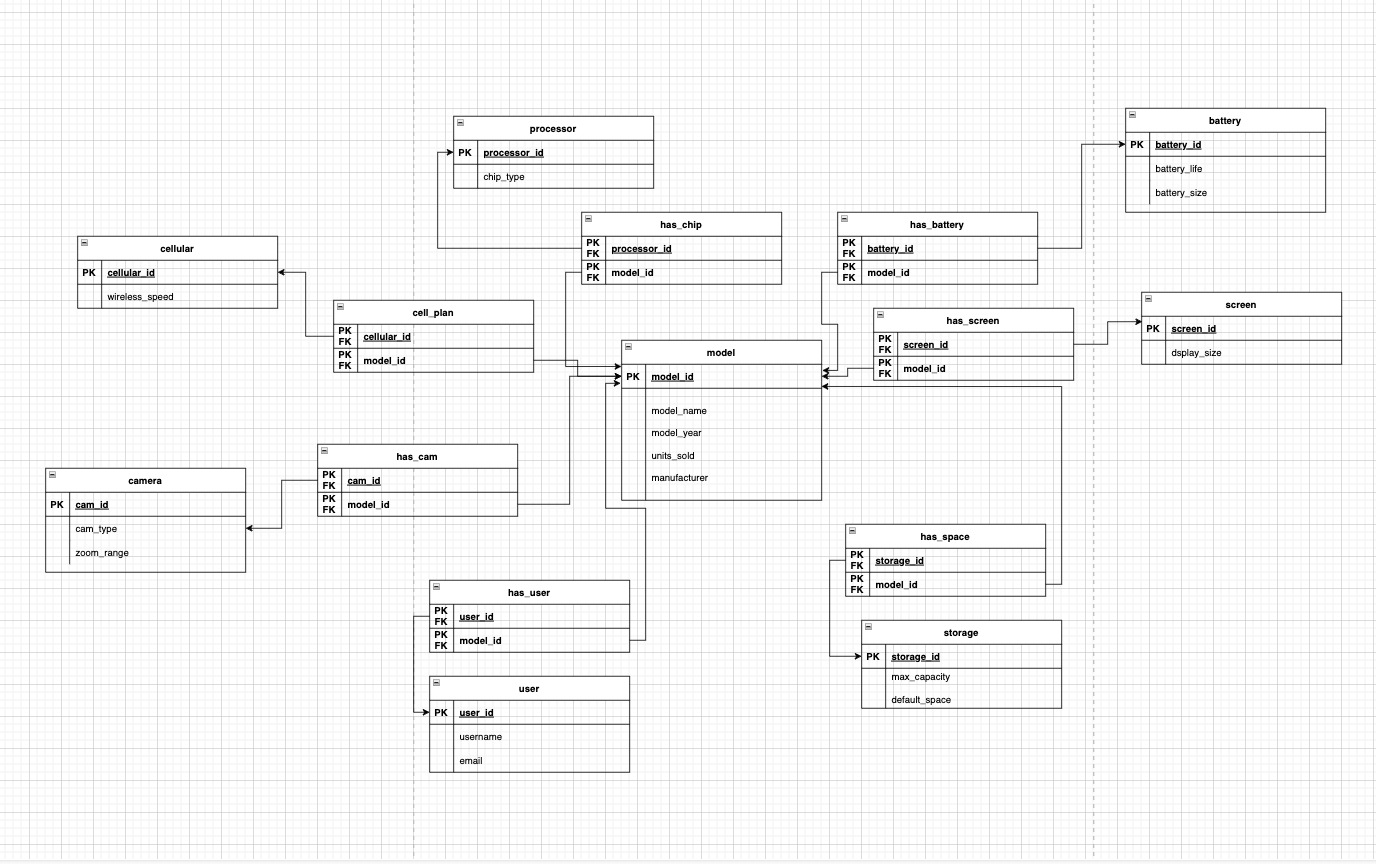 processor
PK processor_id
chip_type
battery
PK battery_id
battery_life
battery_size
has_chip
PK
FK processor_id
PK
FK model_id
has_battery
PK
FK battery_id
PK
FK model_id
cellular
PK cellular_id
wireless_speed
cell_plan
PK
FK cellular_id
PK
FK model_id
has_screen
PK
FK screen_id
PK
FK model_id
screen
PK screen_id
dsplay_size
model
PK model_id
model_name
model_year
units_sold
manufacturer
has_cam
PK
FK cam_id
PK
FK model_id
camera
PK cam_id
cam_type
zoom_range
has_space
PK
FK storage_id
PK
FK model_id
has_user
PK
FK user_id
PK
FK model_id
storage
PK storage_id
max_capacity
default_space
user
PK user_id
username
email